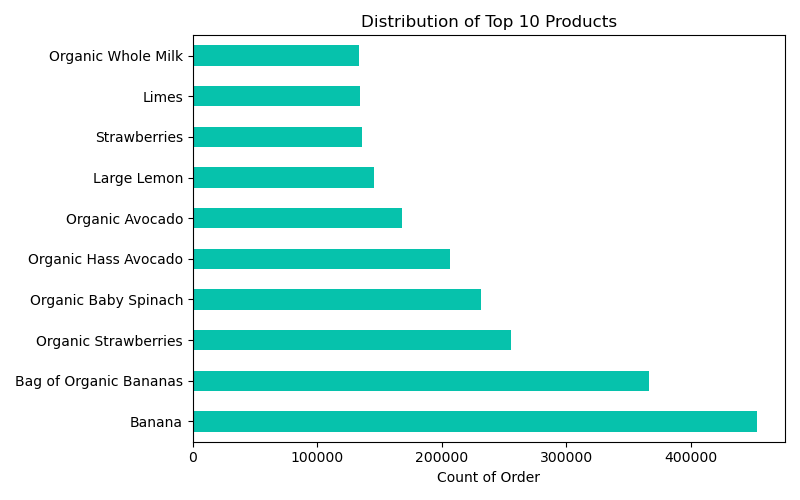 Distribution of Top 10 Products
Organic Whole Milk
Limes
Strawberries
Large Lemon
Organic Avocado
Organic Hass Avocado
Organic Baby Spinach
Organic Strawberries
Bag of Organic Bananas
Banana
0 100000 200000 300000 400000
Count of Order